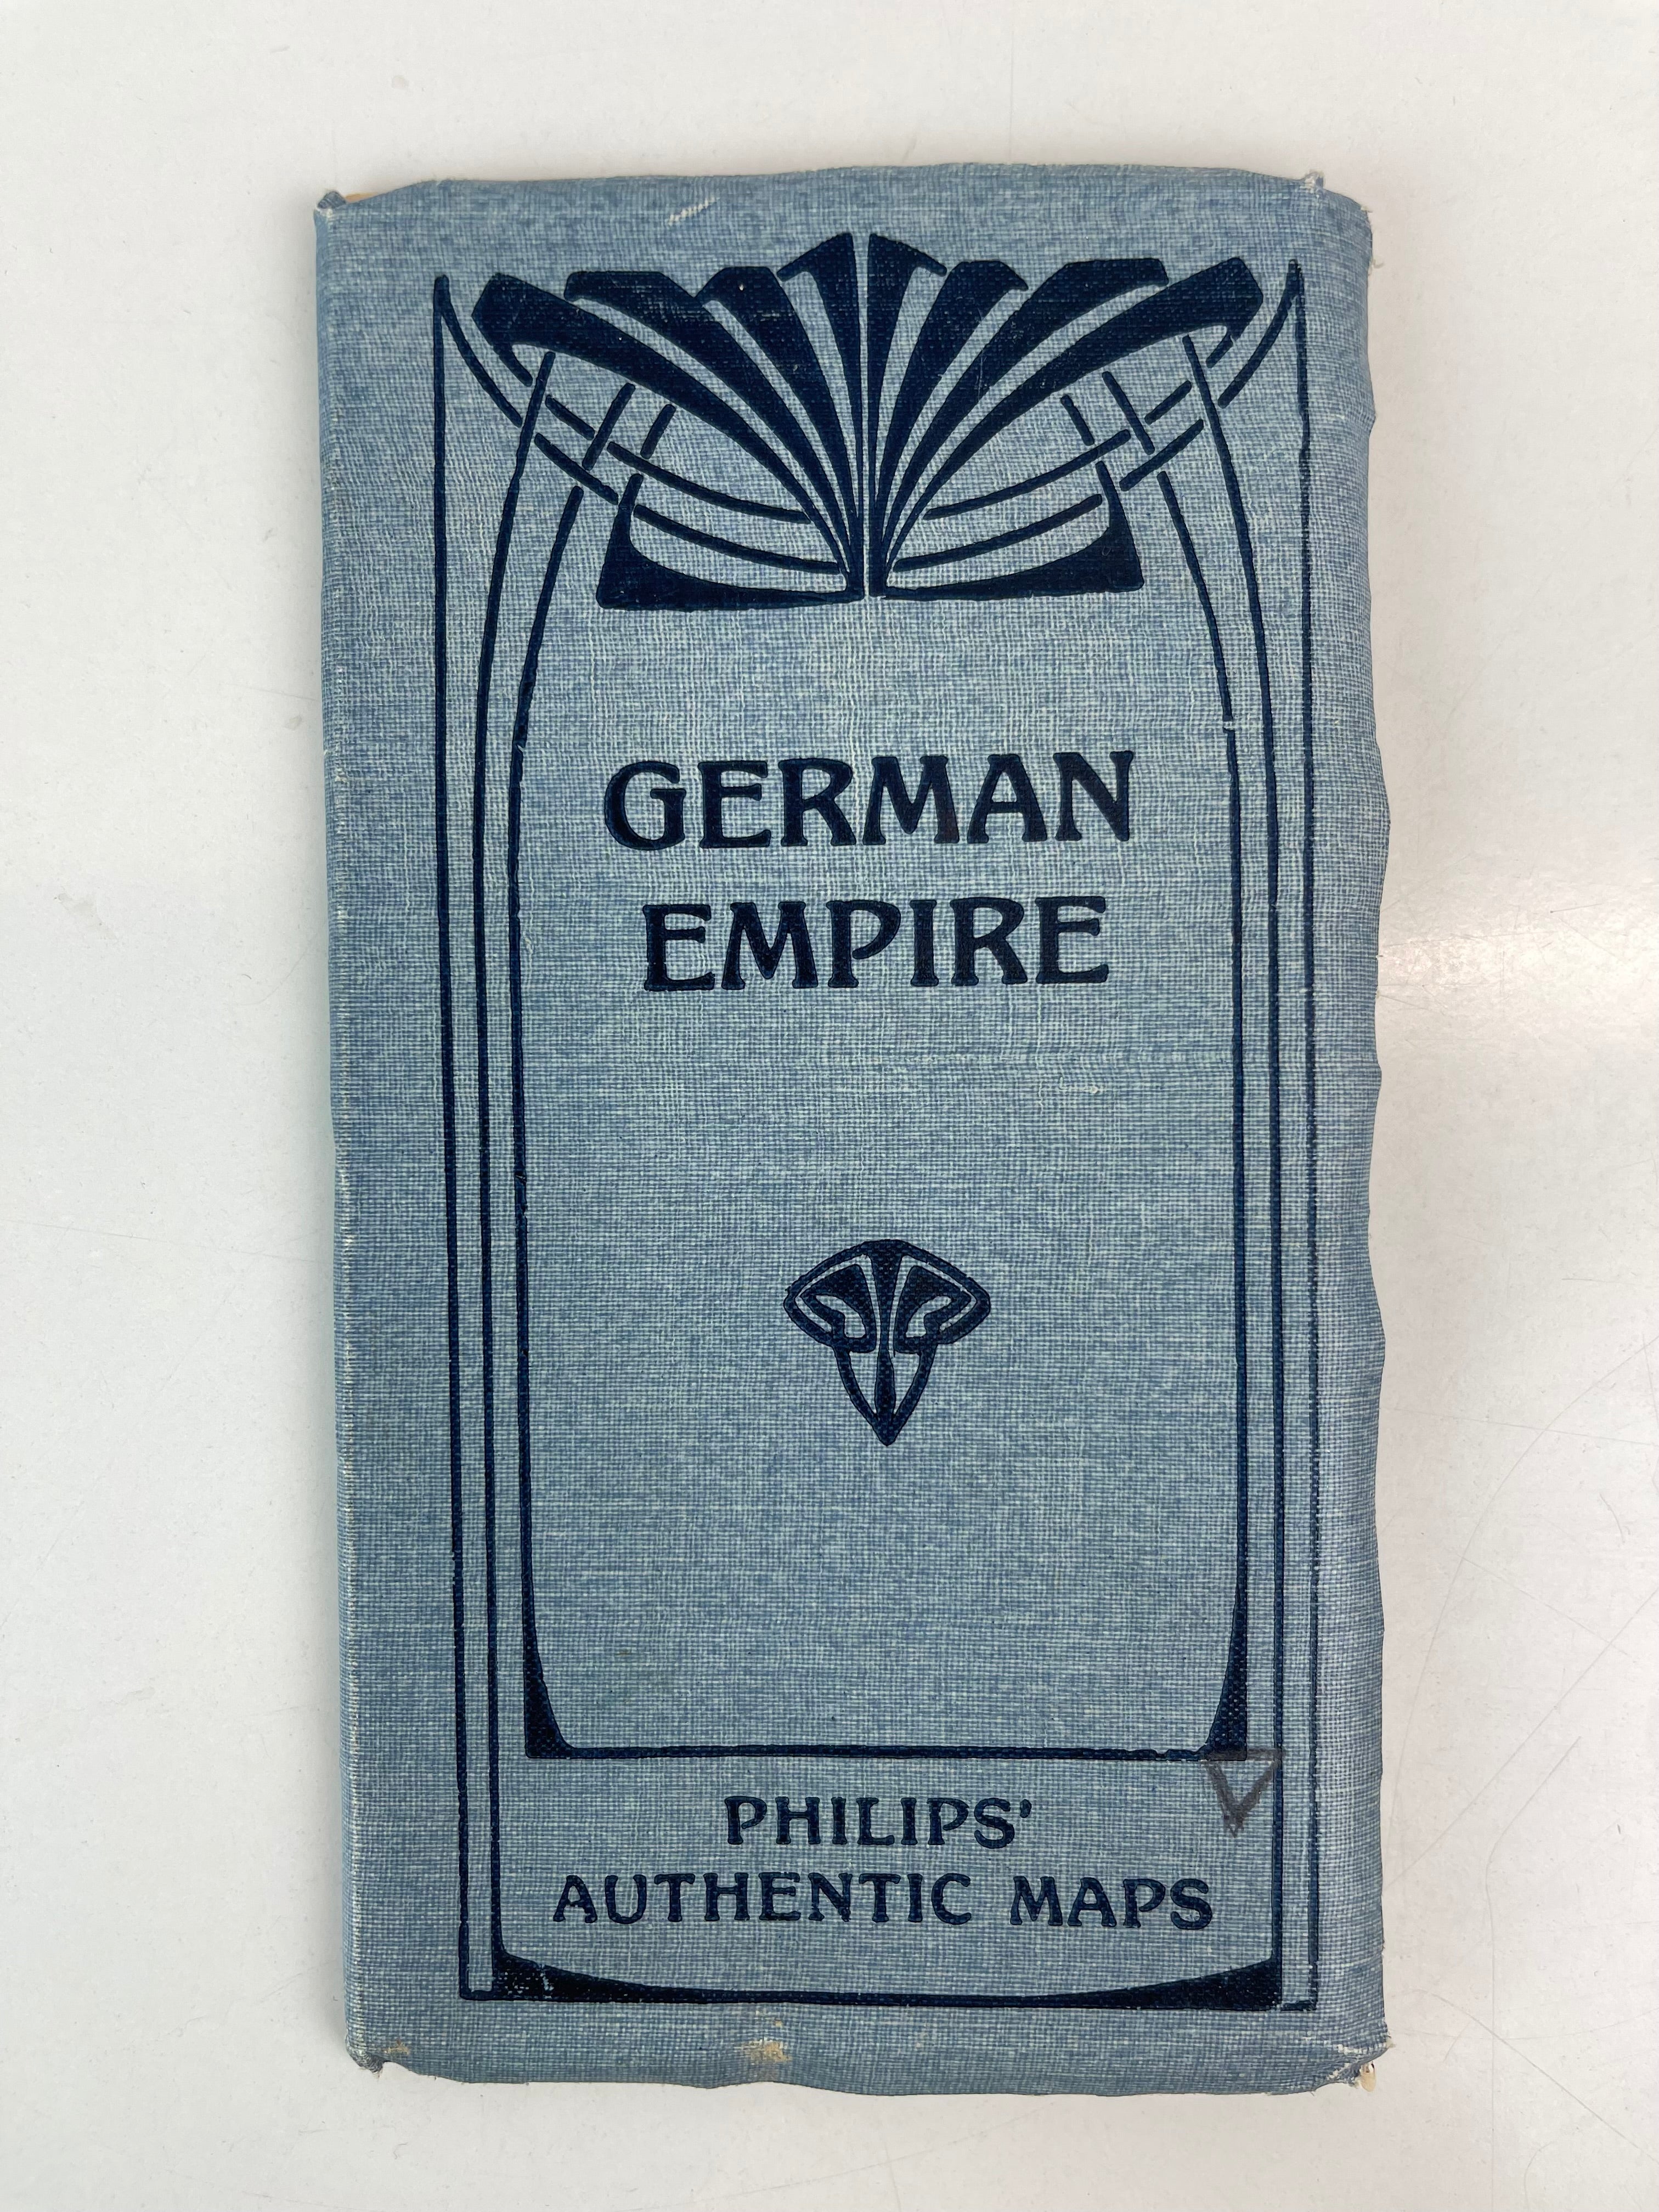 GERMAN
EMPIRE
PHILIPS'
AUTHENTIC MAPS